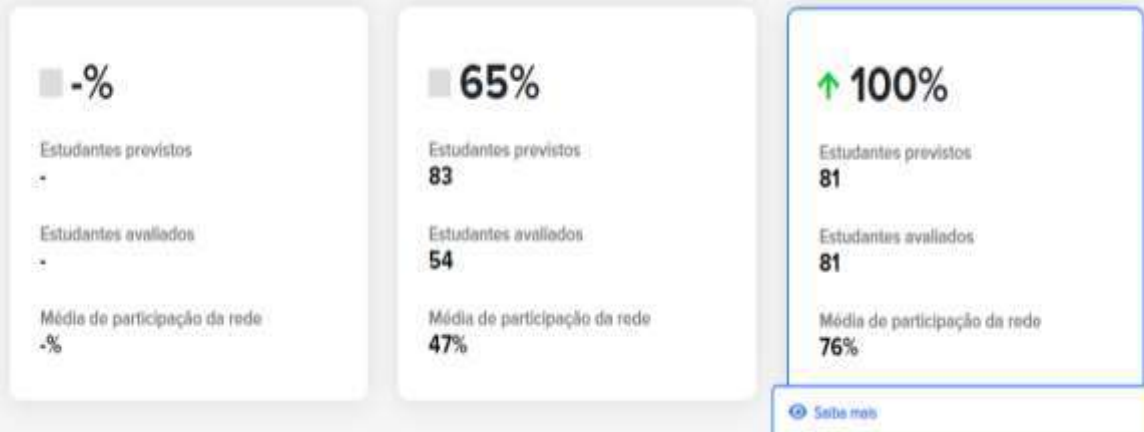 -%
Estudantes previstos
-
Estudantes avaliados
-
Média de participação da rede
-%
65%
Estudantes previstos
83
Estudantes avaliados
54
Média de participação da rede
47%
100%
Estudantes previstos
81
Estudantes avaliados
81
Média de participação da rede
76%
Saiba mais